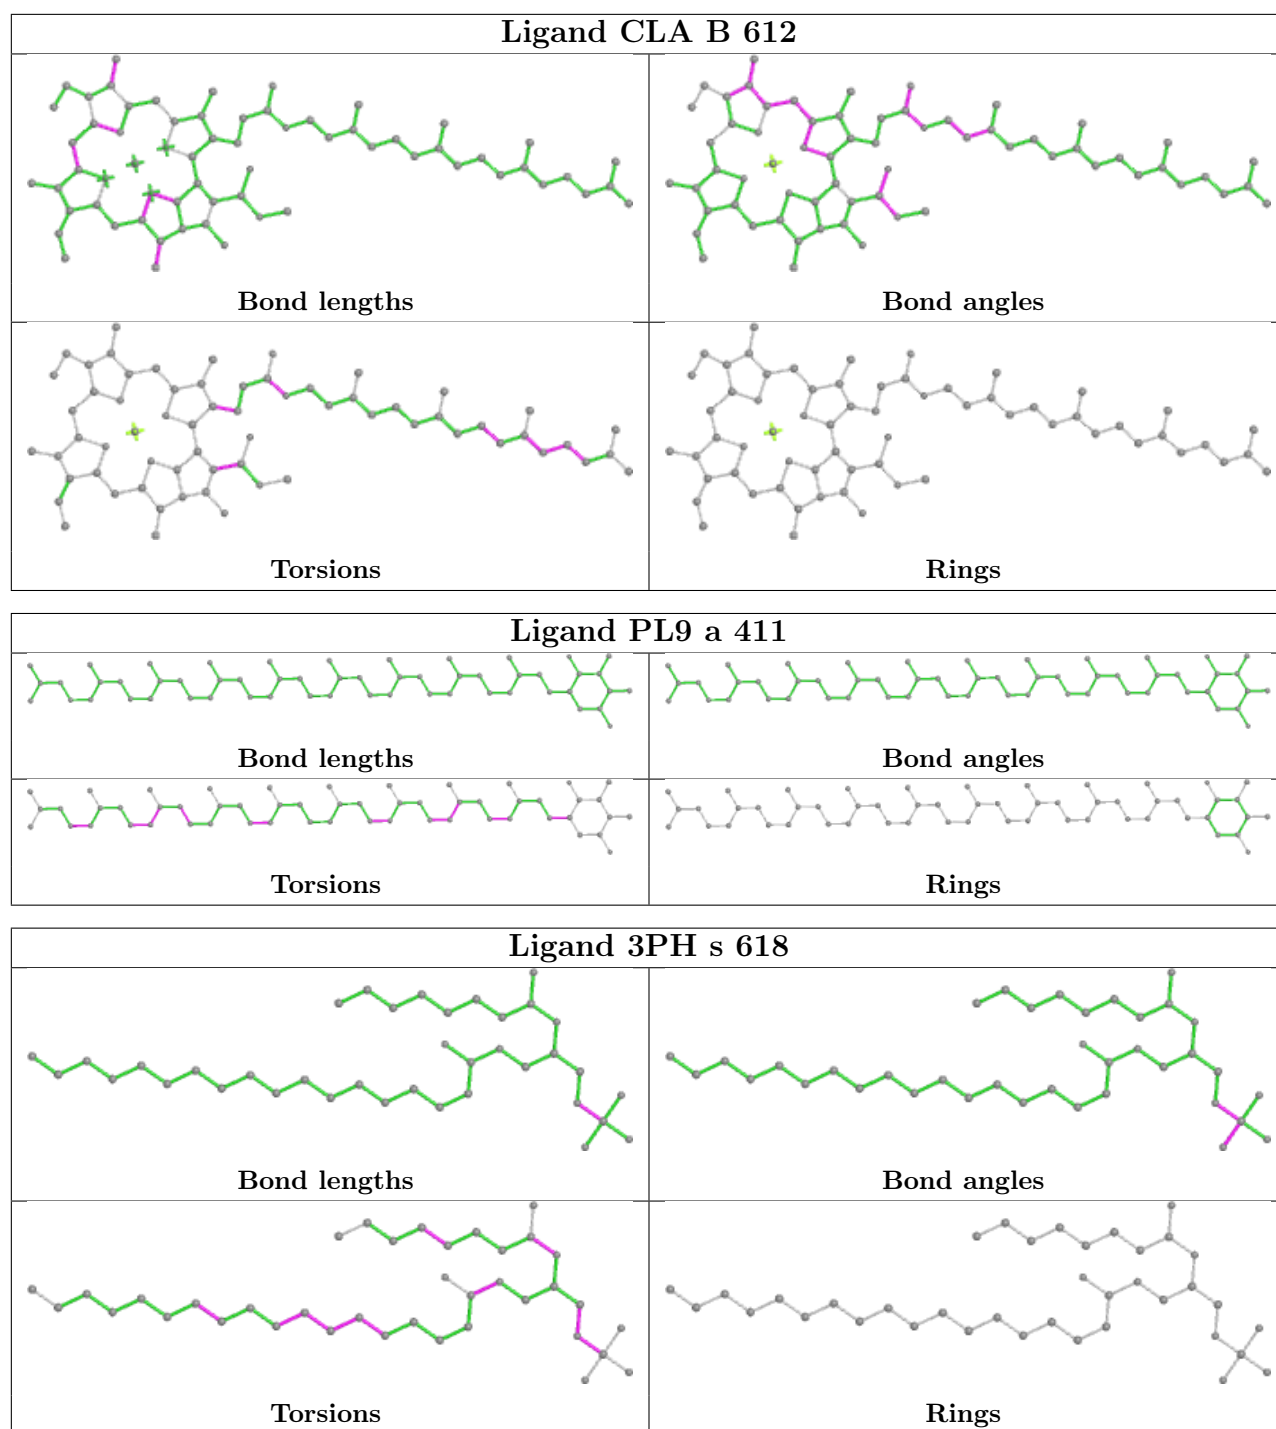 Ligand CLA B 612
Bond lengths
Bond angles
Torsions
Rings
Ligand PL9 a 411
Bond lengths
Bond angles
Torsions
Rings
Ligand 3PH s 618
Bond lengths
Bond angles
Torsions
Rings